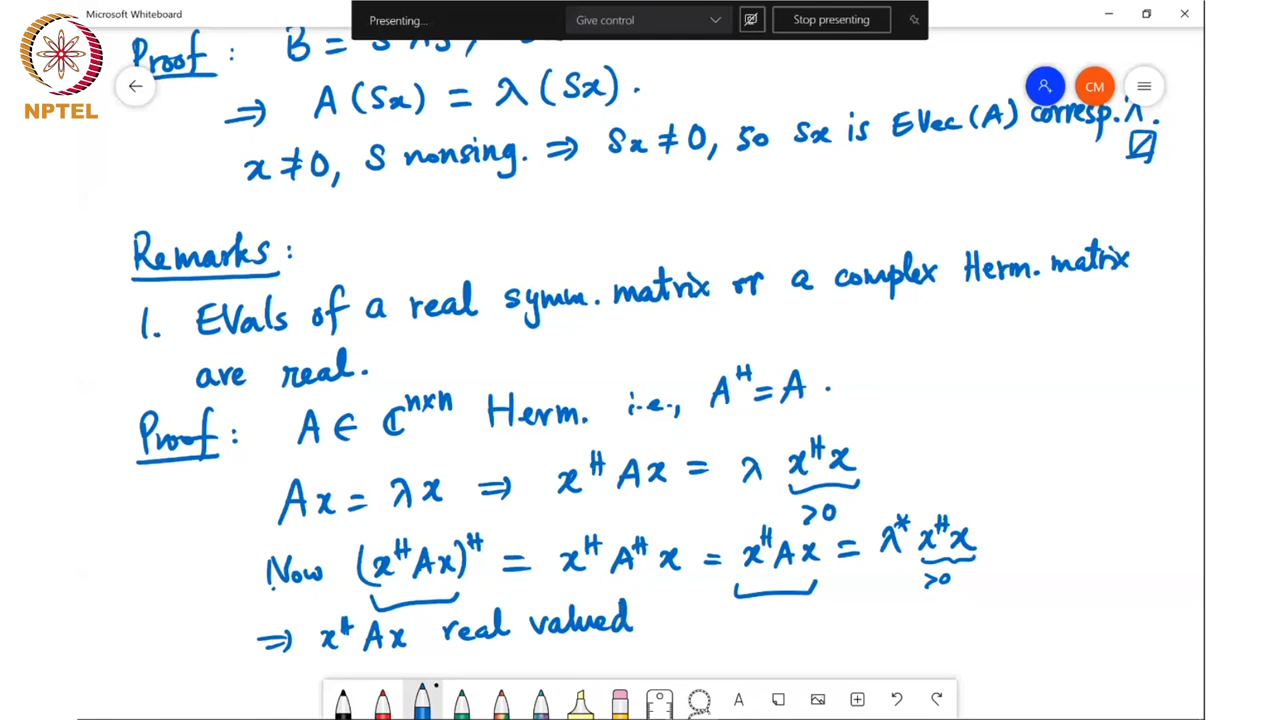 Microsoft Whiteboard
Presenting...
Give control
Stop presenting
NPTEL
CM
Proof : B =
⇒ A (Sx) = λ (Sx).
x ≠ 0, S nonsing. ⇒ Sx ≠ 0, so Sx is EVec(A) corresp. λ.
Remarks :
1. EVals of a real symm. matrix or a complex Herm. matrix
are real.
Proof : A ∈ ℂ^{n×n} Herm. i.e., A^H = A .
Ax = λx ⇒ x^H Ax = λ x^H x
>0
Now (x^H Ax)^H = x^H A^H x = x^H Ax = λ* x^H x
>0
⇒ x^H Ax real valued